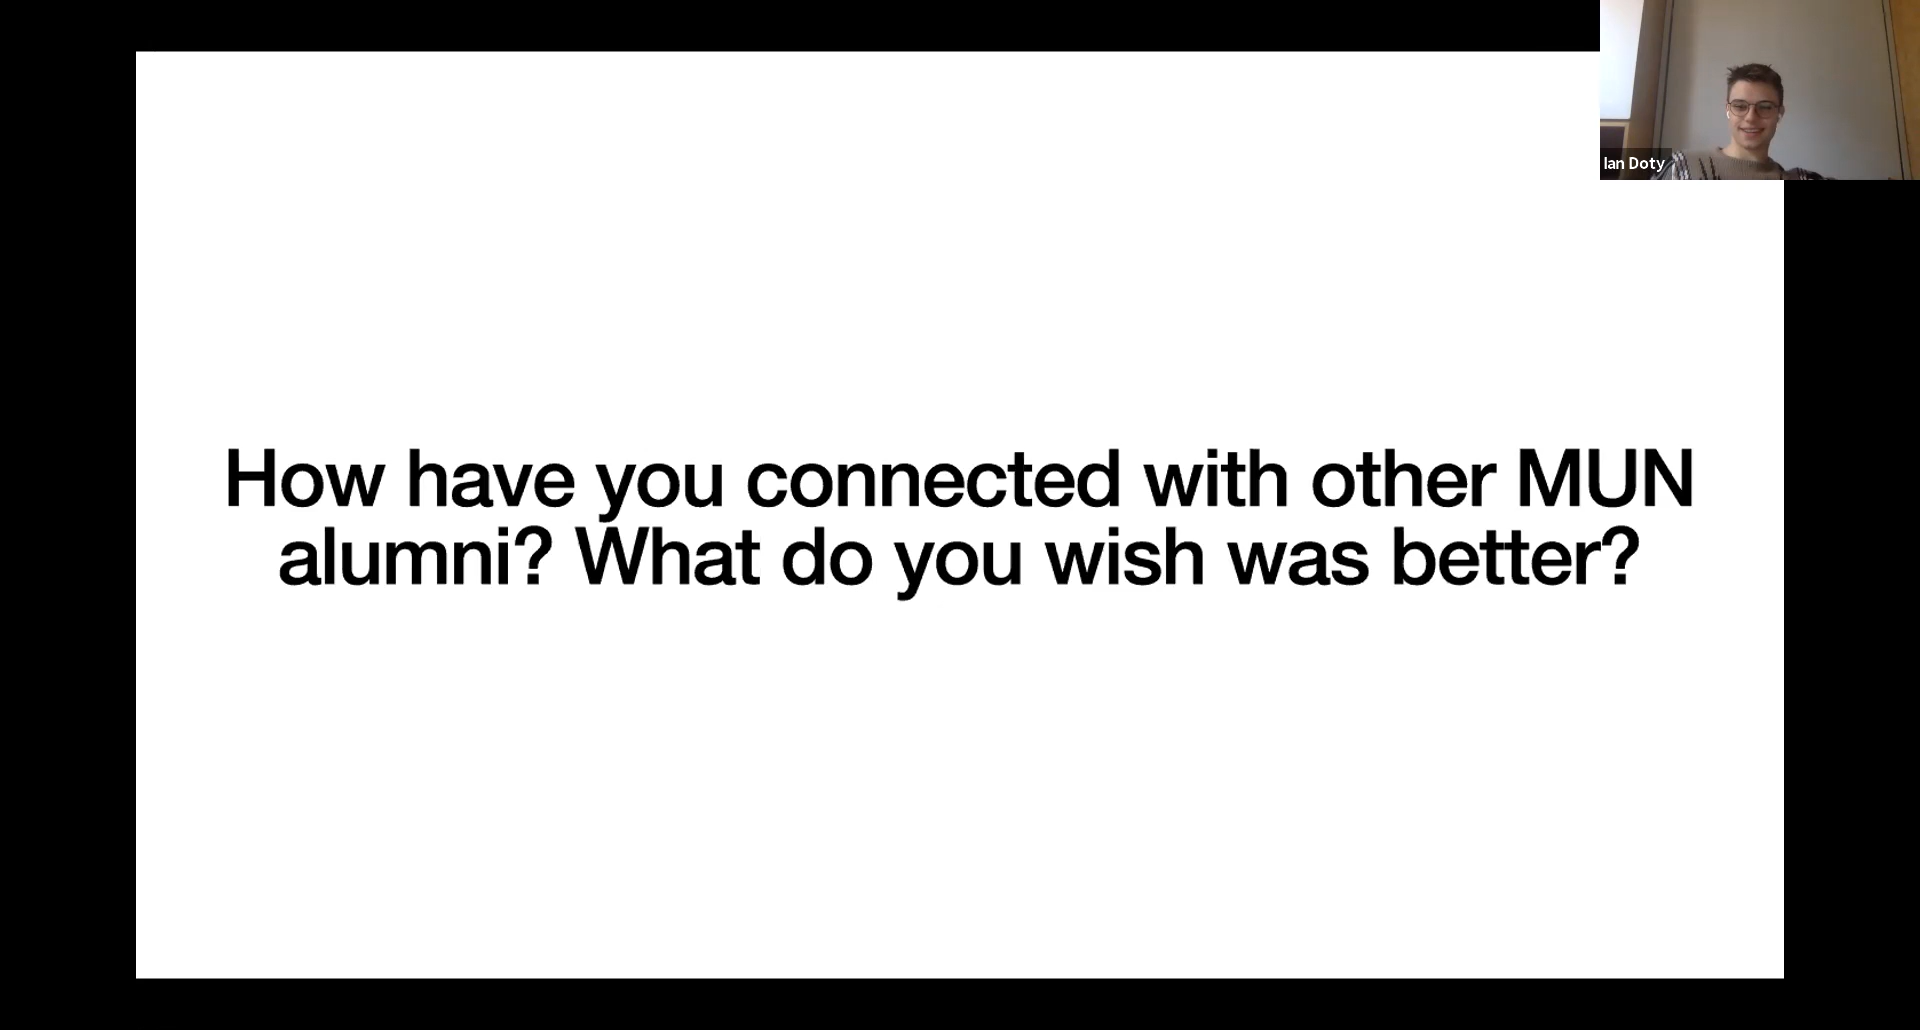 Ian Doty
How have you connected with other MUN
alumni? What do you wish was better?